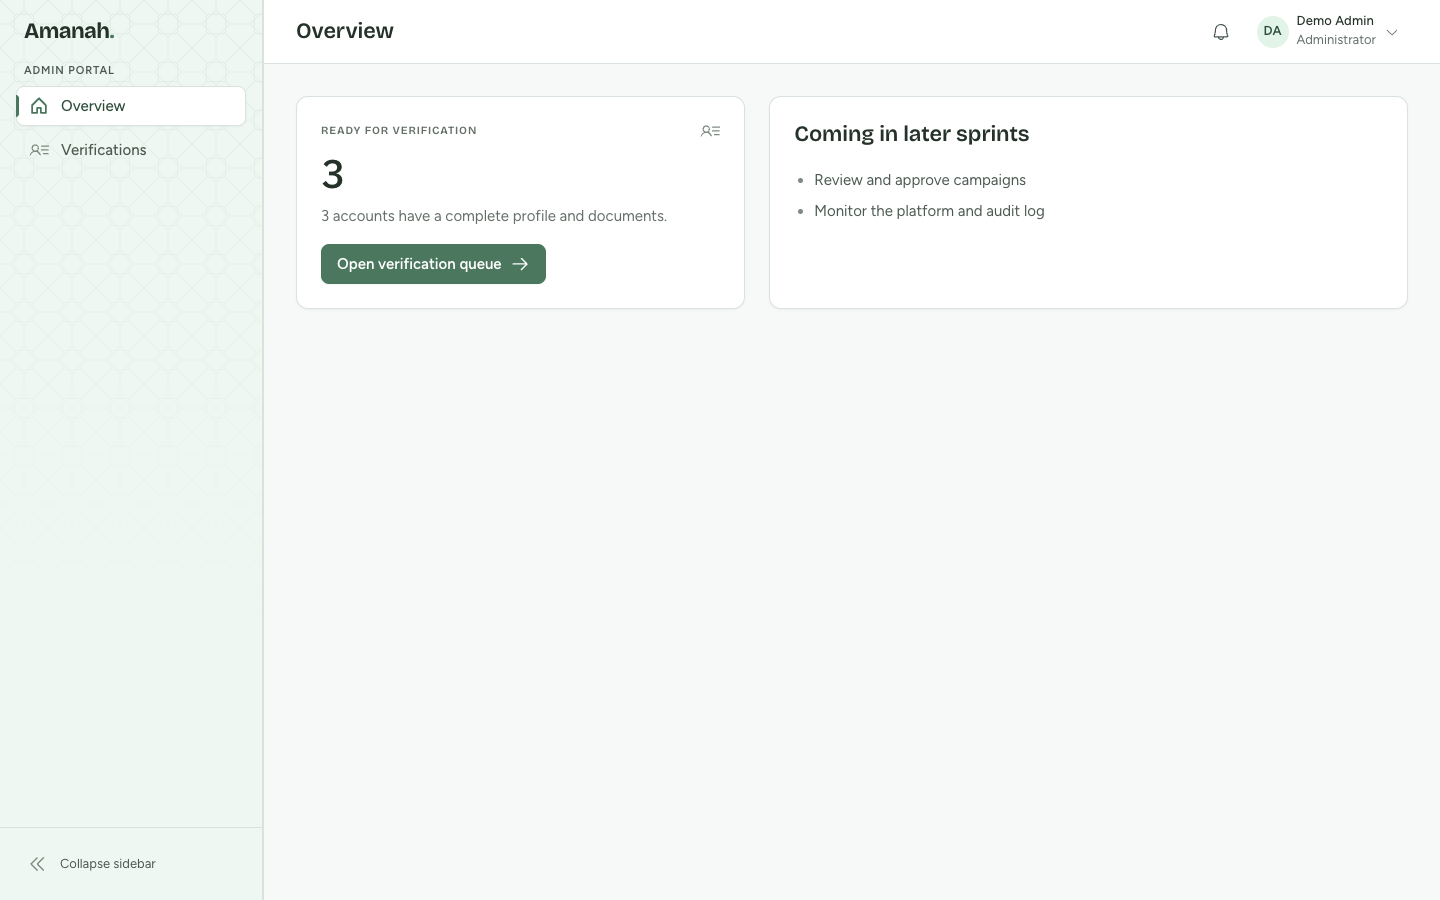 Amanah.
ADMIN PORTAL
Overview
Verifications
Collapse sidebar
Overview
DA
Demo Admin
Administrator
READY FOR VERIFICATION
3
3 accounts have a complete profile and documents.
Open verification queue
Coming in later sprints
Review and approve campaigns
Monitor the platform and audit log